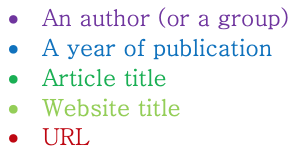 • An author (or a group)
• A year of publication
• Article title
• Website title
• URL